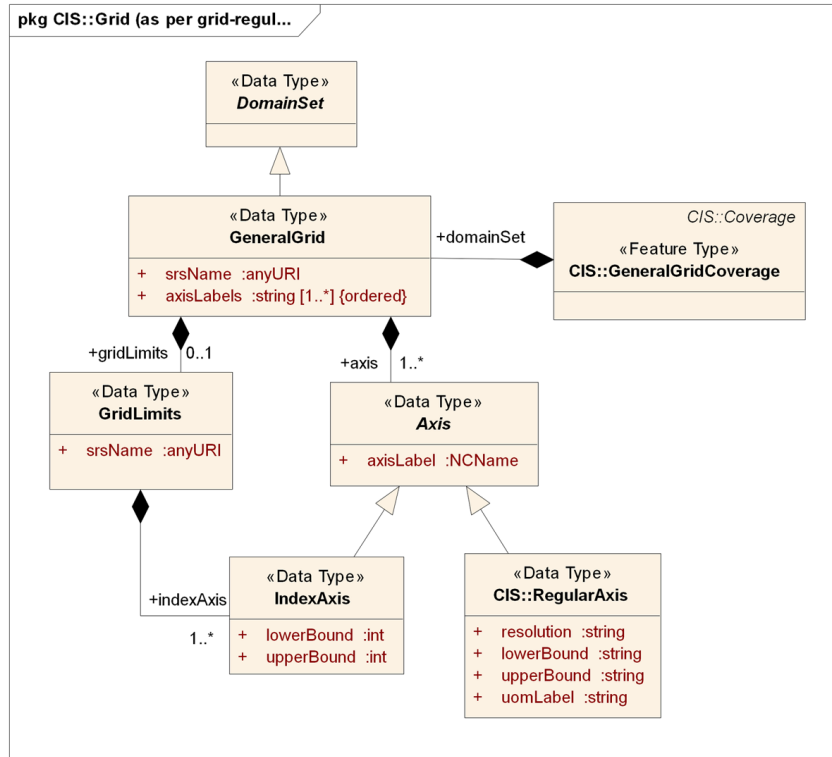 pkg CIS::Grid (as per grid-regul...
«Data Type»
DomainSet
«Data Type»
GeneralGrid
+ srsName :anyURI
+ axisLabels :string [1..*] {ordered}
+domainSet
CIS::Coverage
«Feature Type»
CIS::GeneralGridCoverage
+gridLimits
0..1
+axis
1..*
«Data Type»
GridLimits
+ srsName :anyURI
«Data Type»
Axis
+ axisLabel :NCName
+indexAxis
1..*
«Data Type»
IndexAxis
+ lowerBound :int
+ upperBound :int
«Data Type»
CIS::RegularAxis
+ resolution :string
+ lowerBound :string
+ upperBound :string
+ uomLabel :string